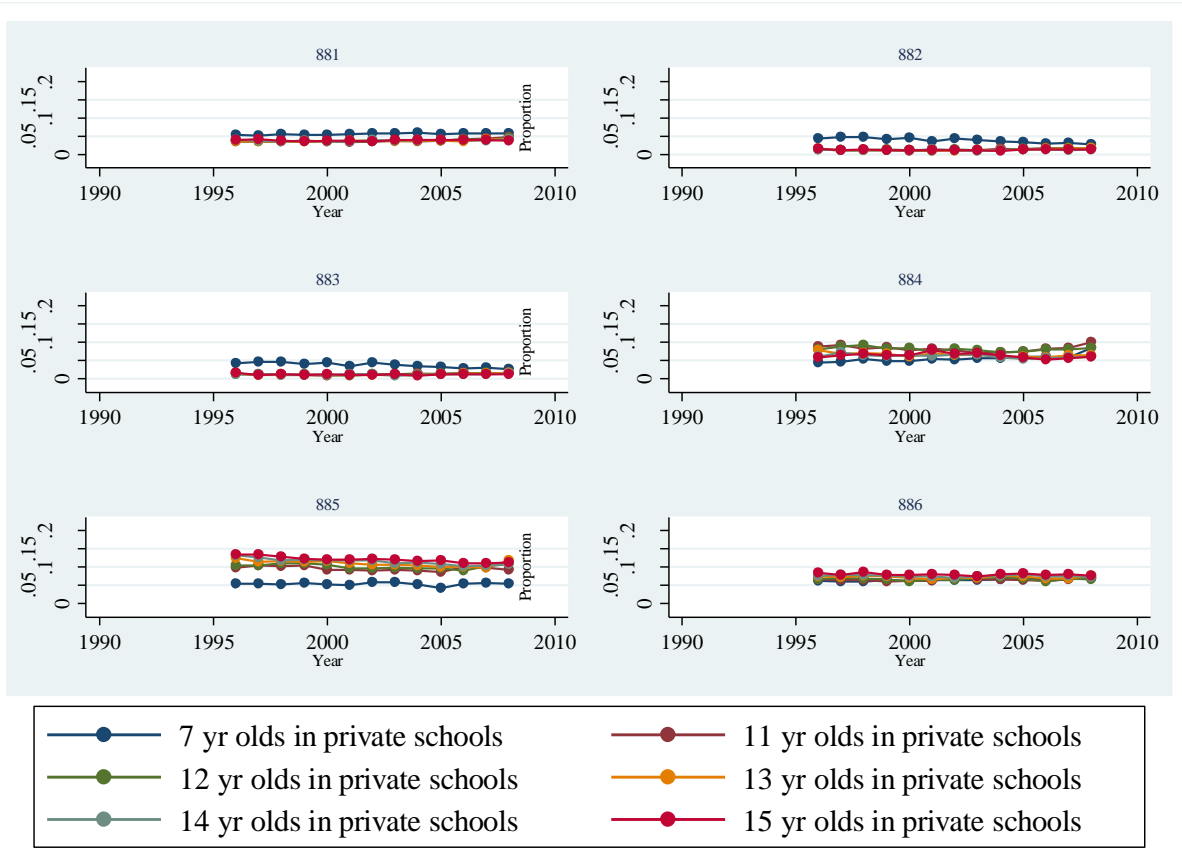 881
0 .05 .1 .15 .2
Proportion
1990 1995 2000 2005 2010
Year
882
0 .05 .1 .15 .2
1990 1995 2000 2005 2010
Year
883
0 .05 .1 .15 .2
Proportion
1990 1995 2000 2005 2010
Year
884
0 .05 .1 .15 .2
1990 1995 2000 2005 2010
Year
885
0 .05 .1 .15 .2
Proportion
1990 1995 2000 2005 2010
Year
886
0 .05 .1 .15 .2
1990 1995 2000 2005 2010
Year
7 yr olds in private schools
11 yr olds in private schools
12 yr olds in private schools
13 yr olds in private schools
14 yr olds in private schools
15 yr olds in private schools